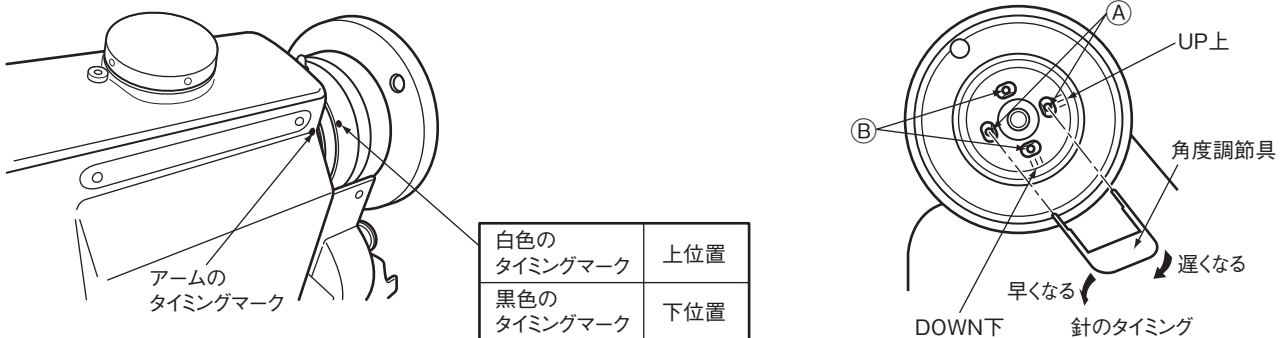 アームの
タイミングマーク
白色の
タイミングマーク
上位置
黒色の
タイミングマーク
下位置
Ⓐ
UP上
Ⓑ
角度調節具
遅くなる
早くなる
DOWN下
針のタイミング